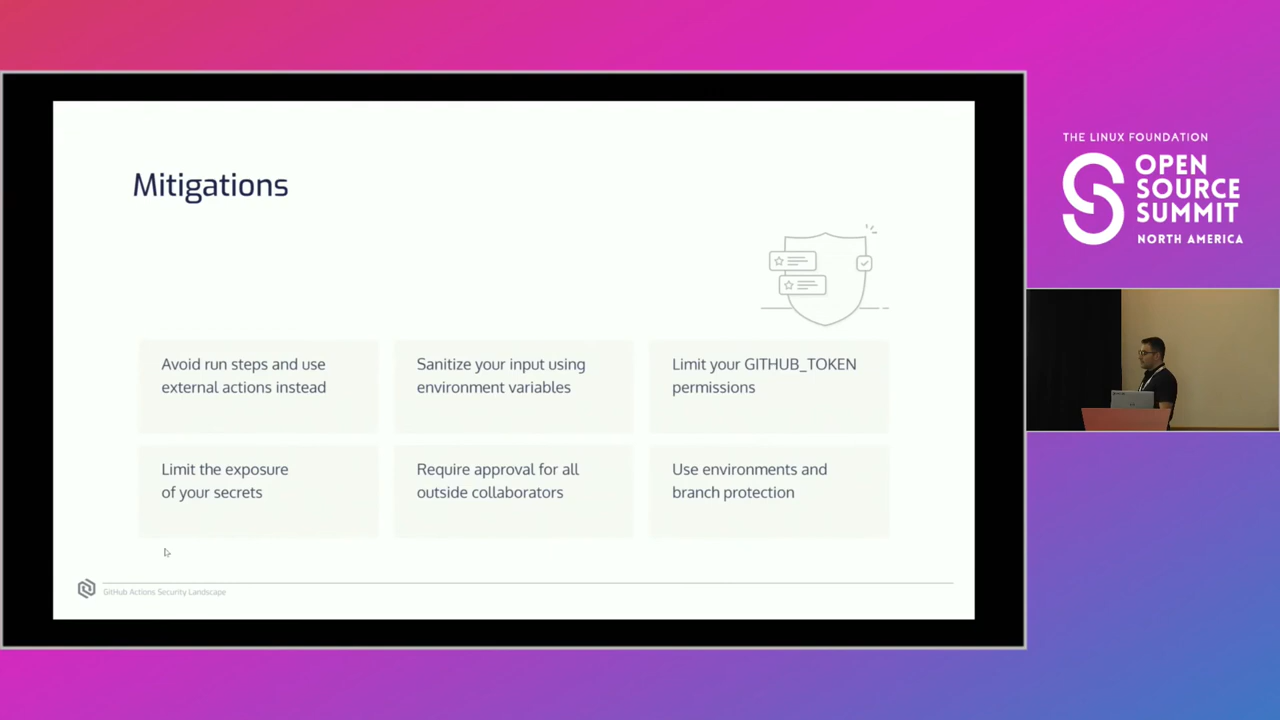 Mitigations
Avoid run steps and use
external actions instead
Sanitize your input using
environment variables
Limit your GITHUB_TOKEN
permissions
Limit the exposure
of your secrets
Require approval for all
outside collaborators
Use environments and
branch protection
GitHub Actions Security Landscape
THE LINUX FOUNDATION
OPEN
SOURCE
SUMMIT
NORTH AMERICA